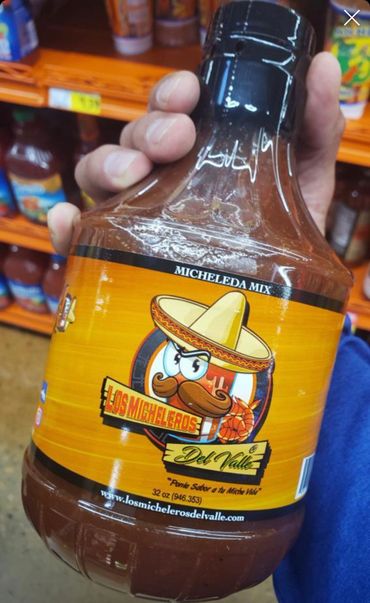 MICHELEDA MIX
LOS MICHELEROS
Del Valle
"Ponle Sabor a tu Miche Vida"
32 oz (946.353)
www.losmichelerosdelvalle.com